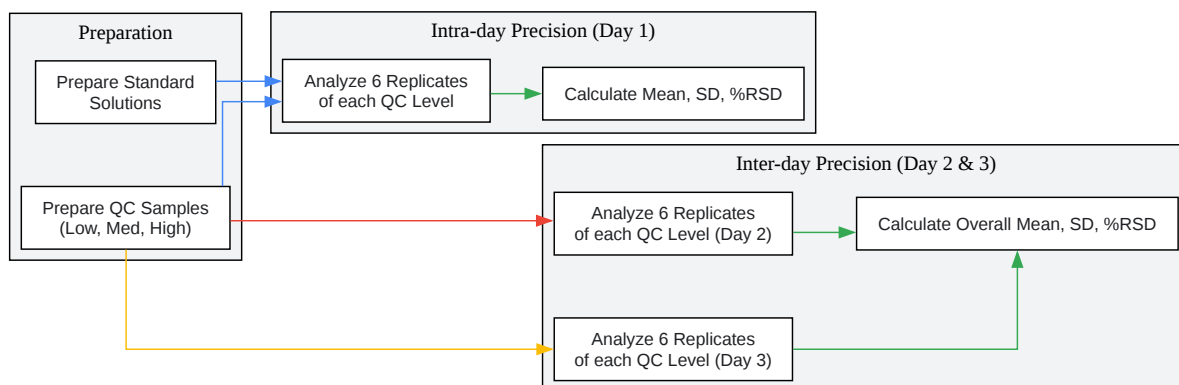 Preparation
Prepare Standard
Solutions
Prepare QC Samples
(Low, Med, High)
Intra-day Precision (Day 1)
Analyze 6 Replicates
of each QC Level
Calculate Mean, SD, %RSD
Inter-day Precision (Day 2 & 3)
Analyze 6 Replicates
of each QC Level (Day 2)
Calculate Overall Mean, SD, %RSD
Analyze 6 Replicates
of each QC Level (Day 3)